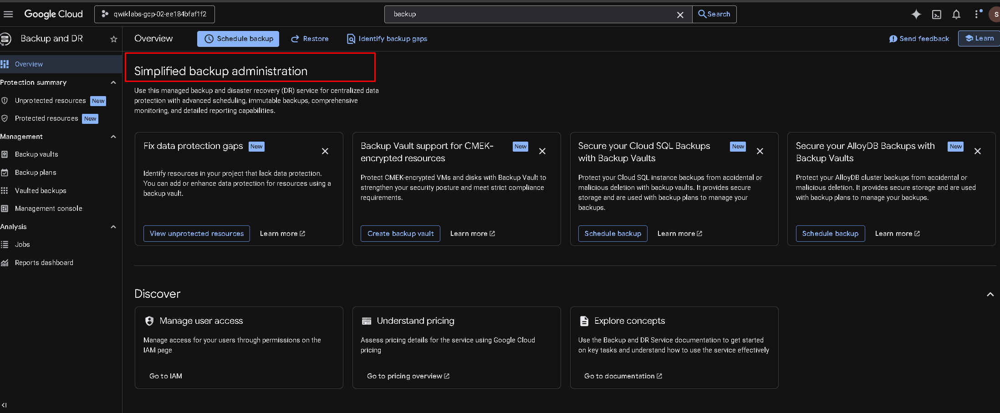 Google Cloud
qwiklabs-gcp-02-ee184bfaf1f2
backup
Search
S
Backup and DR
Overview
Schedule backup
Restore
Identify backup gaps
Send feedback
Learn
Overview
Protection summary
Unprotected resources New
Protected resources New
Management
Backup vaults
Backup plans
Vaulted backups
Management console
Analysis
Jobs
Reports dashboard
Simplified backup administration
Use this managed backup and disaster recovery (DR) service for centralized data
protection with advanced scheduling, immutable backups, comprehensive
monitoring, and detailed reporting capabilities.
Fix data protection gaps New
Identify resources in your project that lack data protection.
You can add or enhance data protection for resources using a
backup vault.
View unprotected resources
Learn more
Backup Vault support for CMEK-
encrypted resources
New
Protect CMEK-encrypted VMs and disks with Backup Vault to
strengthen your security posture and meet strict compliance
requirements.
Create backup vault
Learn more
Secure your Cloud SQL Backups
with Backup Vaults
New
Protect your Cloud SQL instance backups from accidental or
malicious deletion with backup vaults. It provides secure
storage and are used with backup plans to manage your
backups.
Schedule backup
Learn more
Secure your AlloyDB Backups with
Backup Vaults
New
Protect your AlloyDB cluster backups from accidental or
malicious deletion. It provides secure storage and are used
with backup plans to manage your backups.
Schedule backup
Learn more
Discover
Manage user access
Manage access for your users through permissions on the
IAM page
Go to IAM
Understand pricing
Assess pricing details for the service using Google Cloud
pricing
Go to pricing overview
Explore concepts
Use the Backup and DR Service documentation to get started
on key tasks and understand how to use the service effectively
Go to documentation